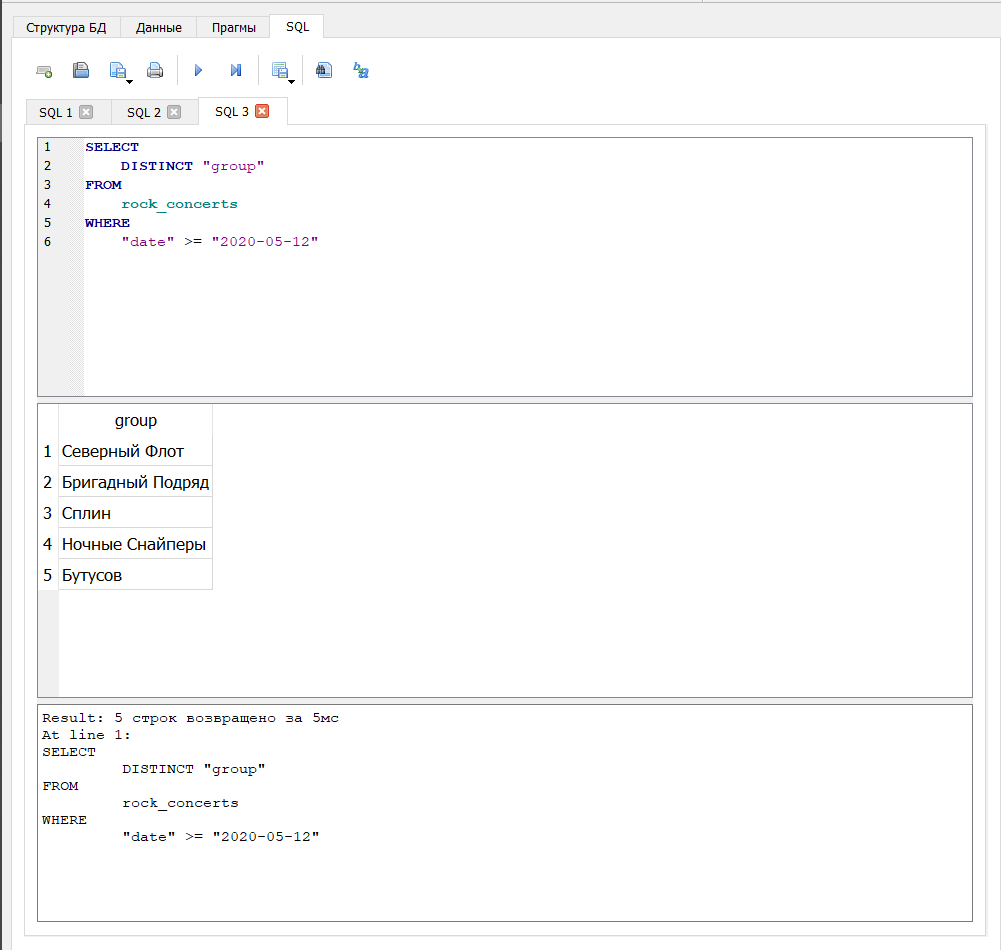 Структура БД Данные Прагмы SQL
SQL 1 SQL 2 SQL 3
1 SELECT
2 DISTINCT "group"
3 FROM
4 rock_concerts
5 WHERE
6 "date" >= "2020-05-12"
group
1 Северный Флот
2 Бригадный Подряд
3 Сплин
4 Ночные Снайперы
5 Бутусов
Result: 5 строк возвращено за 5мс
At line 1:
SELECT
DISTINCT "group"
FROM
rock_concerts
WHERE
"date" >= "2020-05-12"